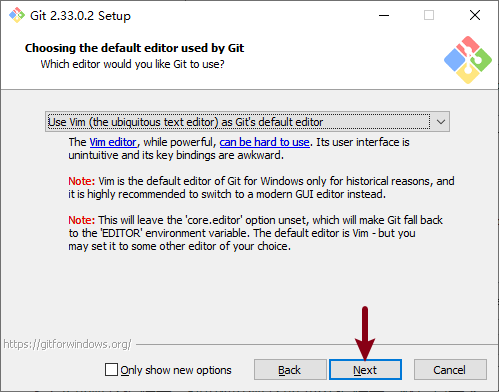 Git 2.33.0.2 Setup
Choosing the default editor used by Git
Which editor would you like Git to use?
Use Vim (the ubiquitous text editor) as Git's default editor
The Vim editor, while powerful, can be hard to use. Its user interface is
unintuitive and its key bindings are awkward.
Note: Vim is the default editor of Git for Windows only for historical reasons, and
it is highly recommended to switch to a modern GUI editor instead.
Note: This will leave the 'core.editor' option unset, which will make Git fall back
to the 'EDITOR' environment variable. The default editor is Vim - but you
may set it to some other editor of your choice.
https://gitforwindows.org/
Only show new options
Back
Next
Cancel